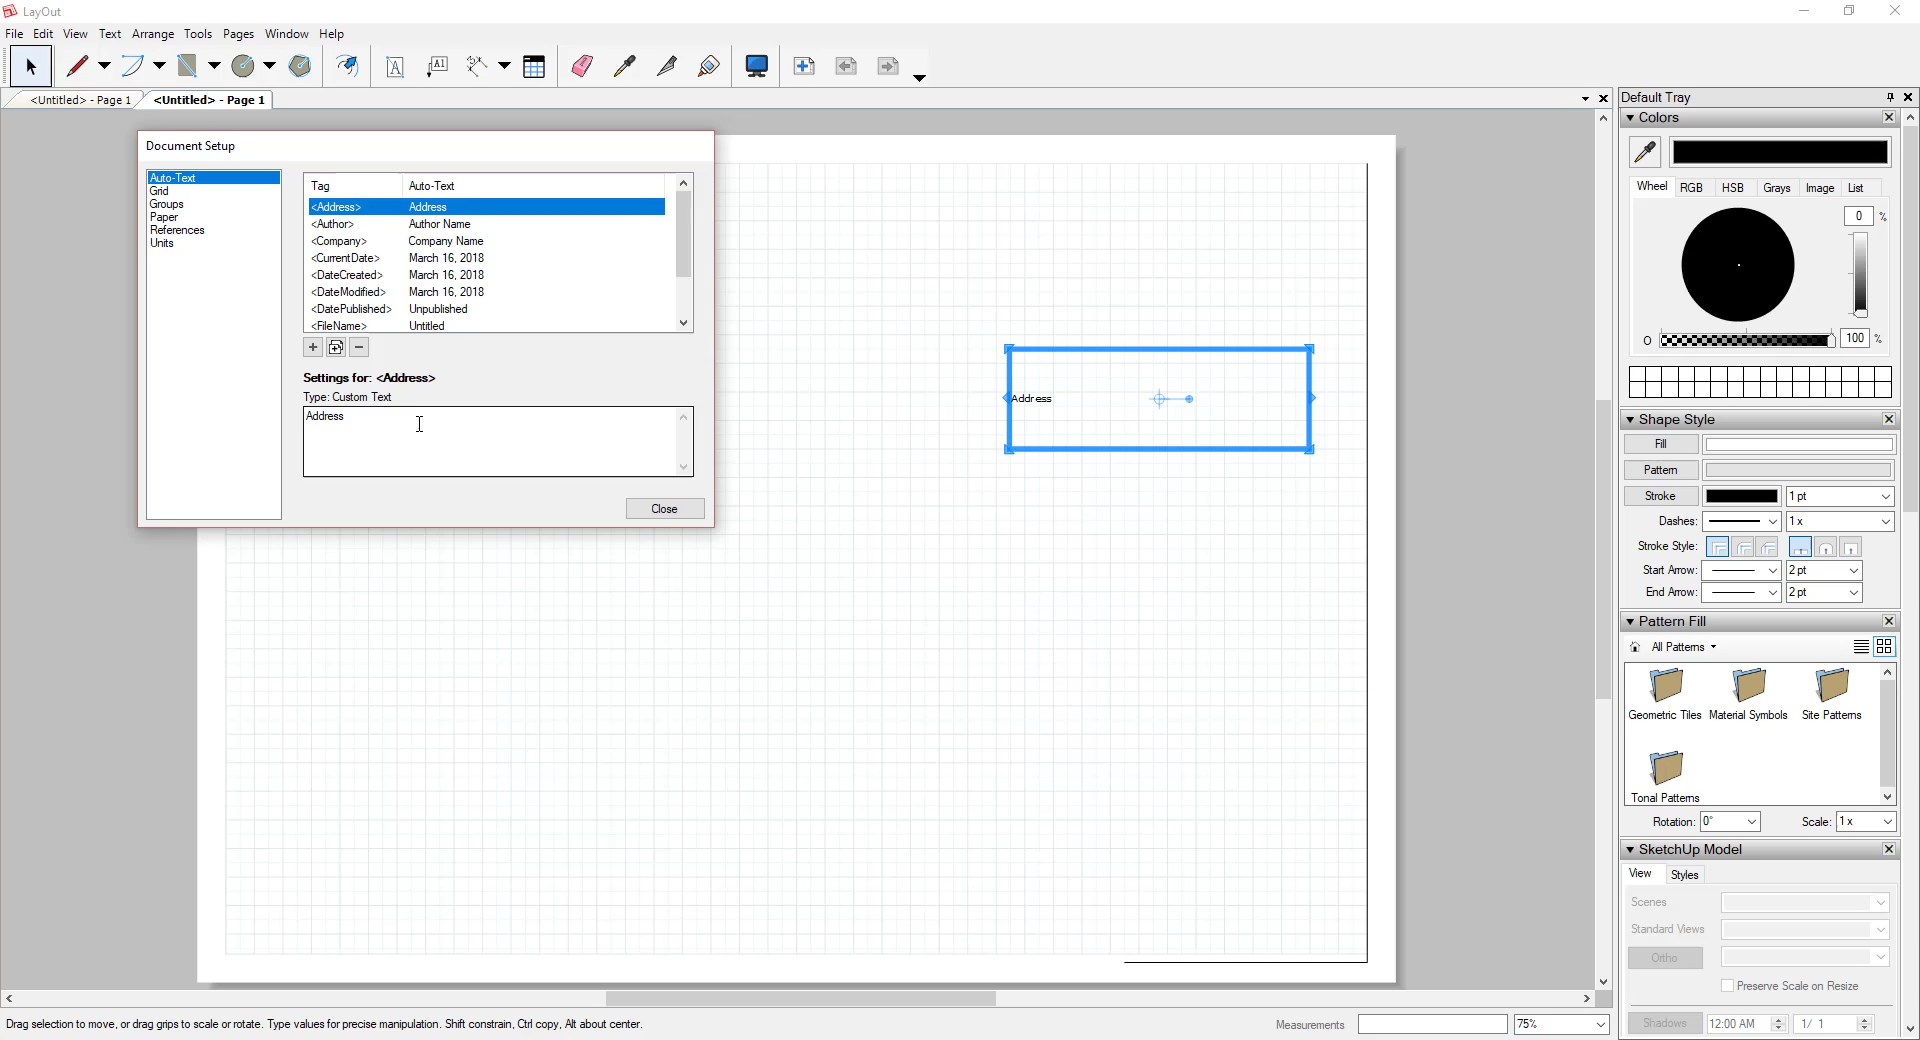 LayOut
File Edit View Text Arrange Tools Pages Window Help
<Untitled> - Page 1 <Untitled> - Page 1
Default Tray
Colors
Wheel RGB HSB Grays Image List
0 %
O 100 %
Document Setup
Auto-Text
Grid
Groups
Paper
References
Units
Tag Auto-Text
<Address> Address
<Author> Author Name
<Company> Company Name
<CurrentDate> March 16, 2018
<DateCreated> March 16, 2018
<DateModified> March 16, 2018
<DatePublished> Unpublished
<FileName> Untitled
Settings for: <Address>
Type: Custom Text
Address
Close
Address
Shape Style
Fill
Pattern
Stroke 1 pt
Dashes: 1 x
Stroke Style:
Start Arrow: 2 pt
End Arrow: 2 pt
Pattern Fill
All Patterns
Geometric Tiles Material Symbols Site Patterns
Tonal Patterns
Rotation: 0° Scale: 1 x
SketchUp Model
View Styles
Scenes
Standard Views
Ortho
Preserve Scale on Resize
Shadows 12:00 AM 1/ 1
Drag selection to move, or drag grips to scale or rotate. Type values for precise manipulation. Shift constrain, Ctrl copy, Alt about center.
Measurements 75%